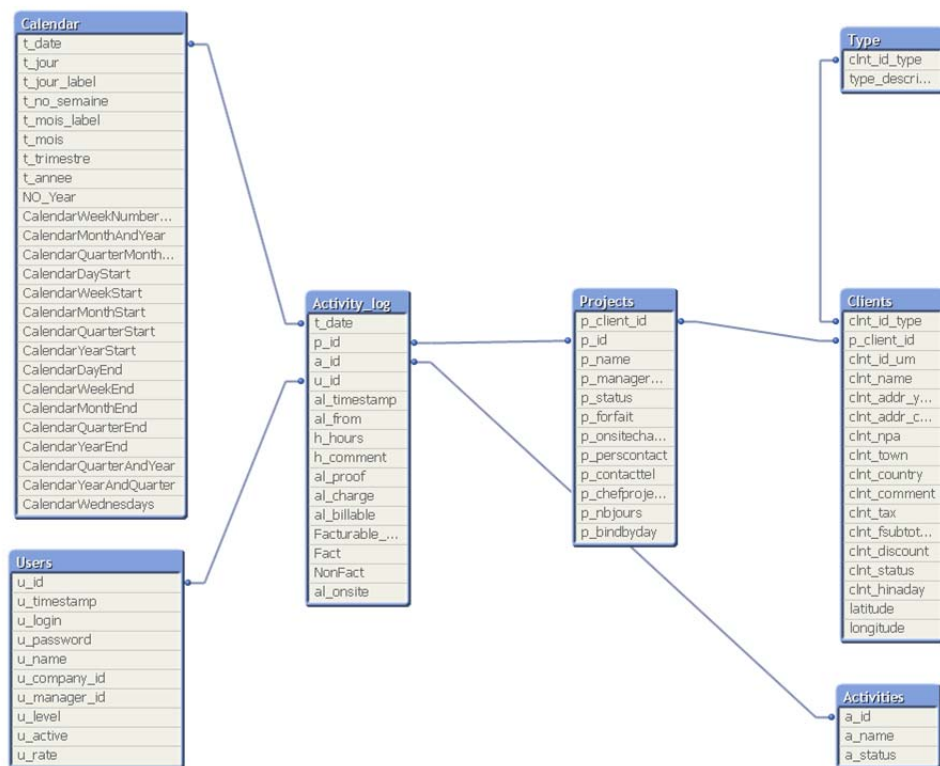 Calendar
t_date
t_jour
t_jour_label
t_no_semaine
t_mois_label
t_mois
t_trimestre
t_annee
NO_Year
CalendarWeekNumber...
CalendarMonthAndYear
CalendarQuarterMonth...
CalendarDayStart
CalendarWeekStart
CalendarMonthStart
CalendarQuarterStart
CalendarYearStart
CalendarDayEnd
CalendarWeekEnd
CalendarMonthEnd
CalendarQuarterEnd
CalendarYearEnd
CalendarQuarterAndYear
CalendarYearAndQuarter
CalendarWednesdays
Users
u_id
u_timestamp
u_login
u_password
u_name
u_company_id
u_manager_id
u_level
u_active
u_rate
Activity_log
t_date
p_id
a_id
u_id
al_timestamp
al_from
h_hours
h_comment
al_proof
al_charge
al_billable
Facturable_...
Fact
NonFact
al_onsite
Projects
p_client_id
p_id
p_name
p_manager...
p_status
p_forfait
p_onsitecha...
p_perscontact
p_contacttel
p_chefproje...
p_nbjours
p_bindbyday
Type
clnt_id_type
type_descri...
Clients
clnt_id_type
p_client_id
clnt_id_um
clnt_name
clnt_addr_y...
clnt_addr_c...
clnt_npa
clnt_town
clnt_country
clnt_comment
clnt_tax
clnt_fsubtot...
clnt_discount
clnt_status
clnt_hinaday
latitude
longitude
Activities
a_id
a_name
a_status